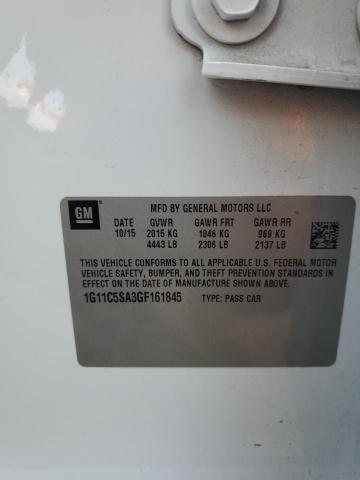 GM
MFD BY GENERAL MOTORS LLC
DATE GVWR GAWR FRT GAWR RR
10/15 2015 KG 1046 KG 969 KG
4443 LB 2306 LB 2137 LB
THIS VEHICLE CONFORMS TO ALL APPLICABLE U.S. FEDERAL MOTOR
VEHICLE SAFETY, BUMPER, AND THEFT PREVENTION STANDARDS IN
EFFECT ON THE DATE OF MANUFACTURE SHOWN ABOVE.
1G11C5SA3GF161845 TYPE: PASS CAR